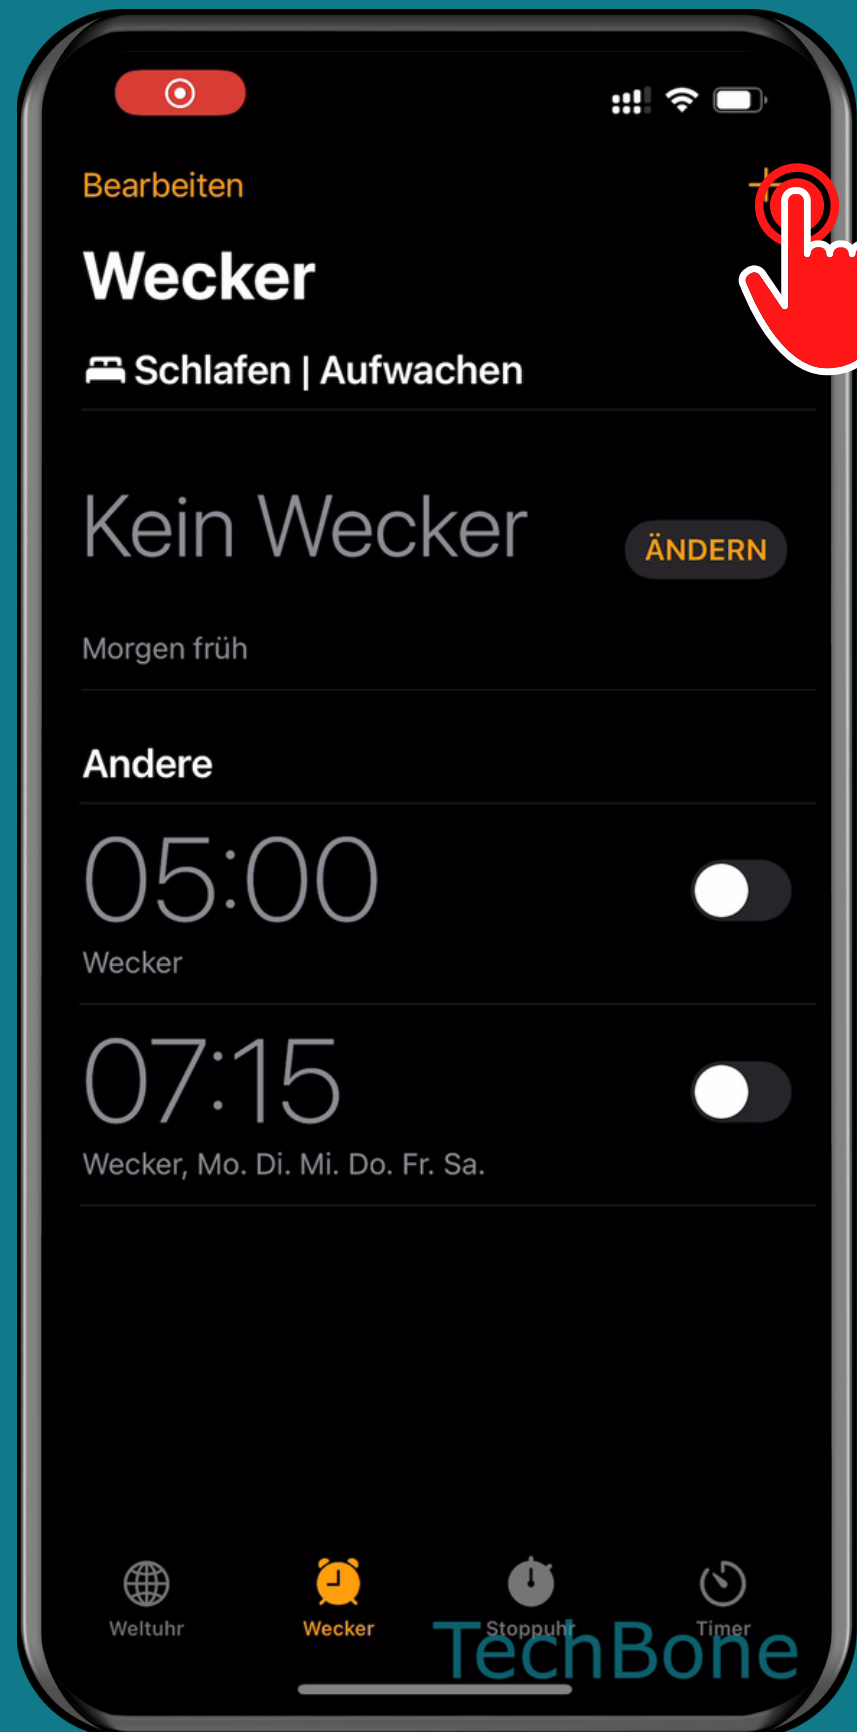 Bearbeiten
Wecker
Schlafen | Aufwachen
Kein Wecker
ÄNDERN
Morgen früh
Andere
05:00
Wecker
07:15
Wecker, Mo. Di. Mi. Do. Fr. Sa.
Weltuhr Wecker Stoppuhr Timer
TechBone